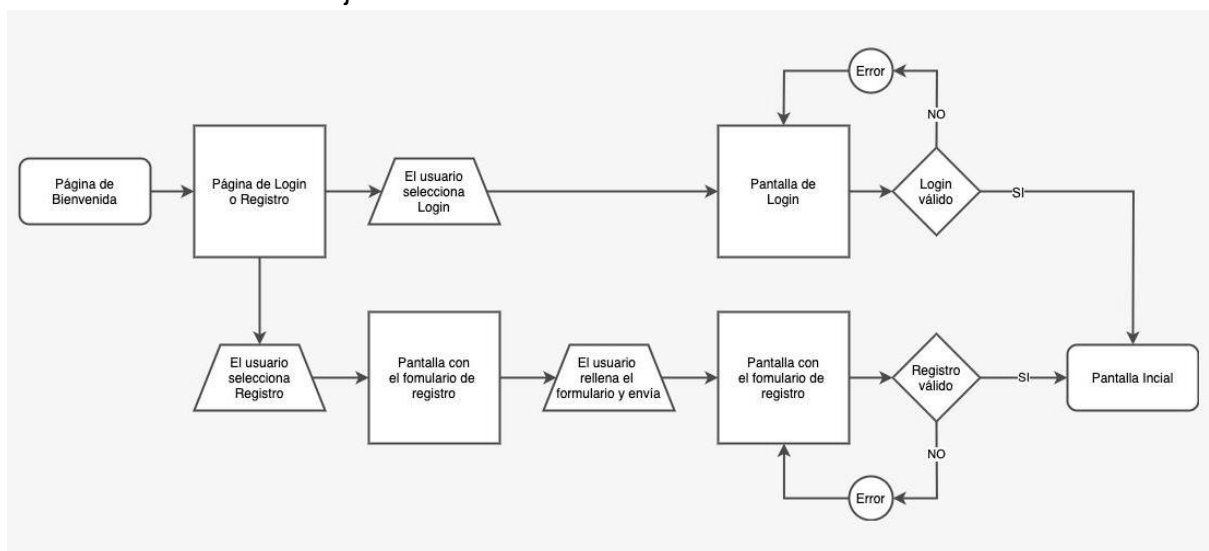 Error
NO
Página de
Bienvenida
Página de Login
o Registro
El usuario
selecciona
Login
Pantalla de
Login
Login
válido
SI
El usuario
selecciona
Registro
Pantalla con
el fomulario de
registro
El usuario
rellena el
formulario y envía
Pantalla con
el fomulario de
registro
Registro
válido
SI
Pantalla Incial
NO
Error